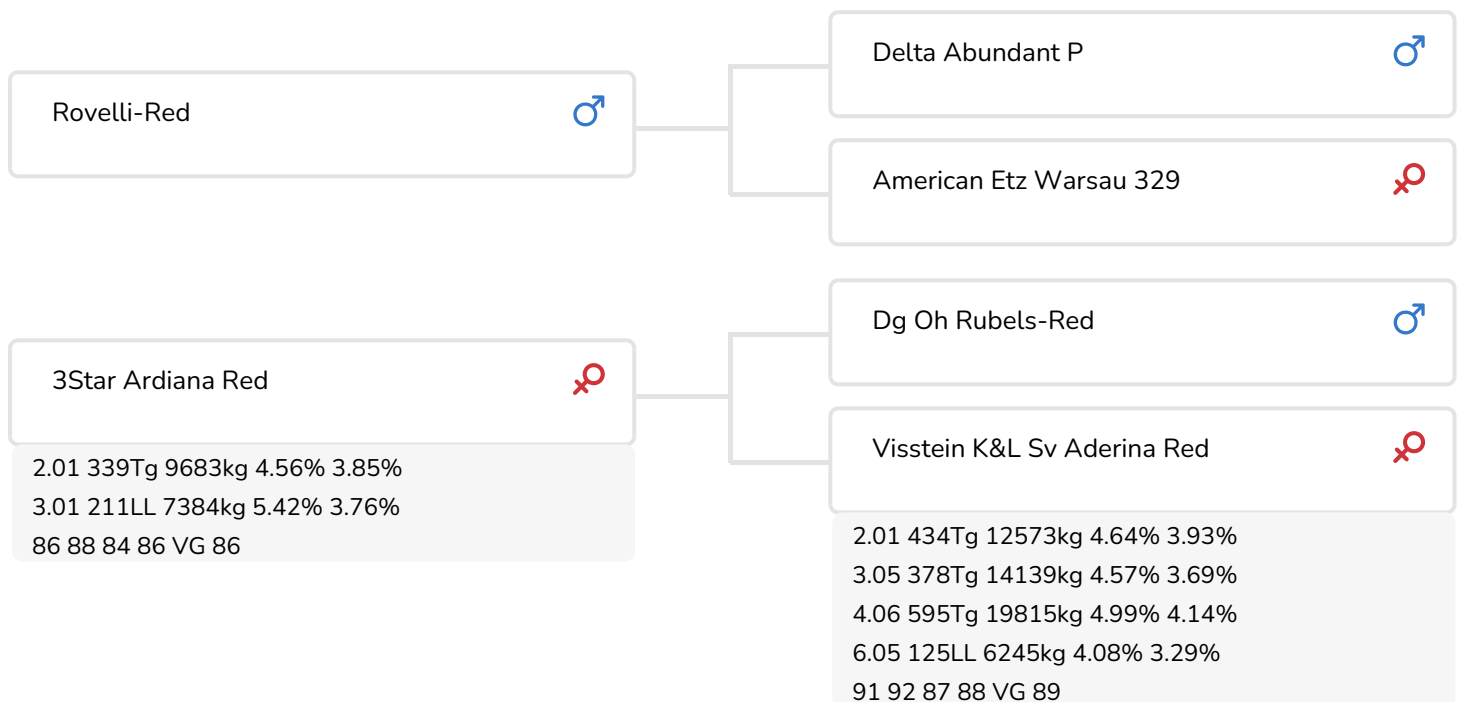 Rovelli-Red
Delta Abundant P
American Etz Warsau 329
3Star Ardiana Red
2.01 339Tg 9683kg 4.56% 3.85%
3.01 211LL 7384kg 5.42% 3.76%
86 88 84 86 VG 86
Dg Oh Rubels-Red
Visstein K&L Sv Aderina Red
2.01 434Tg 12573kg 4.64% 3.93%
3.05 378Tg 14139kg 4.57% 3.69%
4.06 595Tg 19815kg 4.99% 4.14%
6.05 125LL 6245kg 4.08% 3.29%
91 92 87 88 VG 89